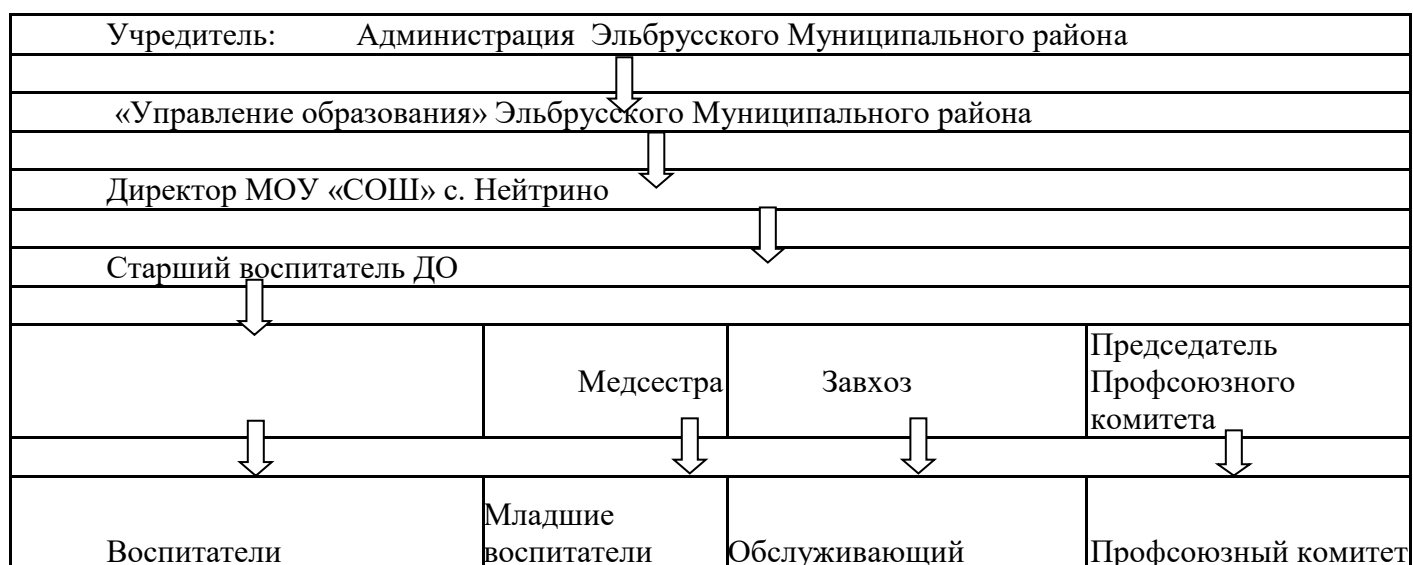 Учредитель: Администрация Эльбрусского Муниципального района
«Управление образования» Эльбрусского Муниципального района
Директор МОУ «СОШ» с. Нейтрино
Старший воспитатель ДО
Медсестра
Завхоз
Председатель
Профсоюзного
комитета
Воспитатели
Младшие
воспитатели
Обслуживающий
Профсоюзный комитет